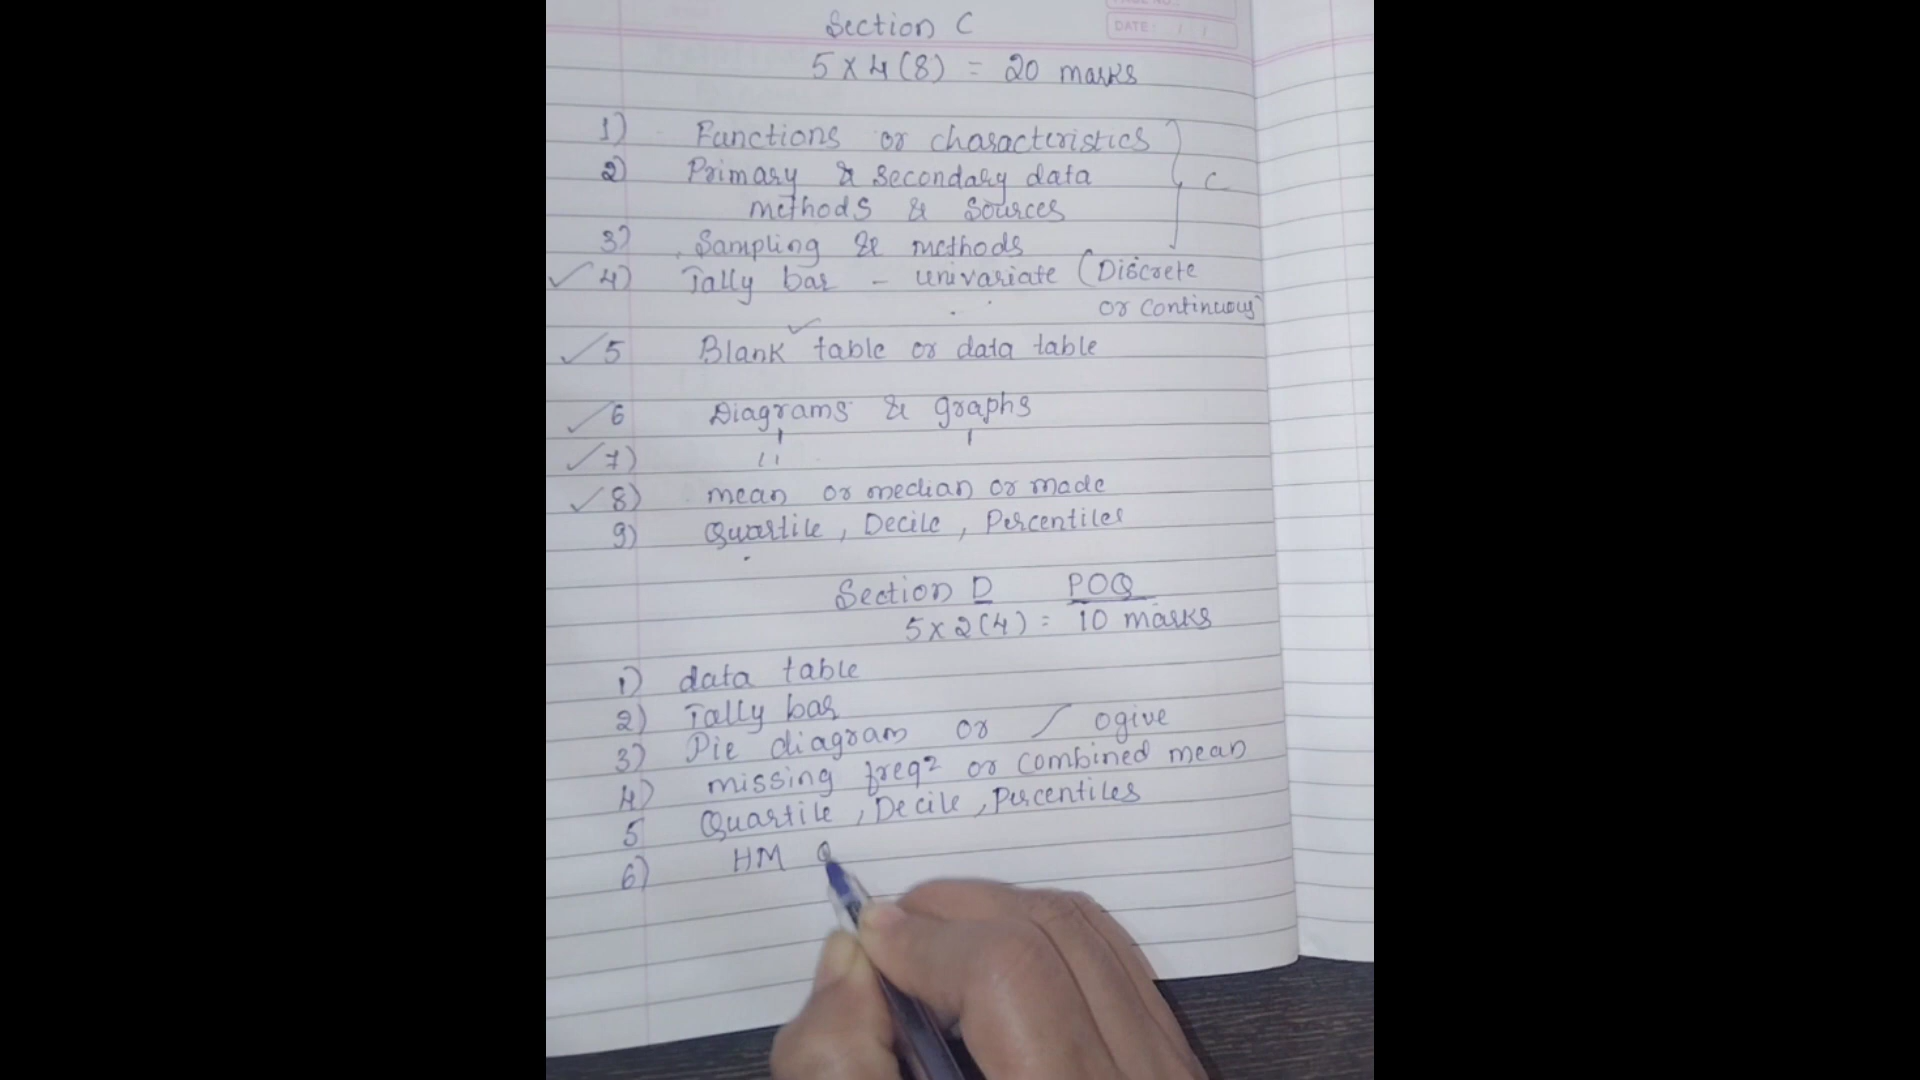 PAGE NO.:
DATE: / /
Section C
5 x 4 (8) = 20 marks
1) Functions or characteristics
2) Primary & secondary data } C
methods & sources
3) Sampling & methods
✓ 4) Tally bar - univariate (Discrete
or continuous)
✓ 5 Blank table or data table
✓ 6 Diagrams & graphs
✓ 7) 11
✓ 8) mean or median or mode
9) Quartile, Decile, Percentiles
Section D POQ
5 x 2 (4) = 10 marks
1) data table
2) Tally bar
3) Pie diagram or ogive
4) missing freq or combined mean
5 Quartile, Decile, Percentiles
6) HM